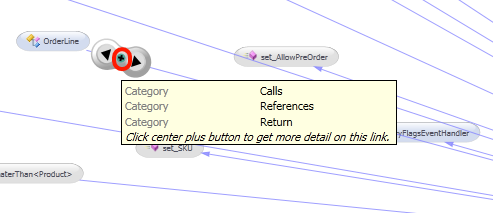 OrderLine
set_AllowPreOrder
Category Calls
Category References
Category Return
Click center plus button to get more detail on this link.
ryFlagsEventHandler
set_SKU
aterThan<Product>